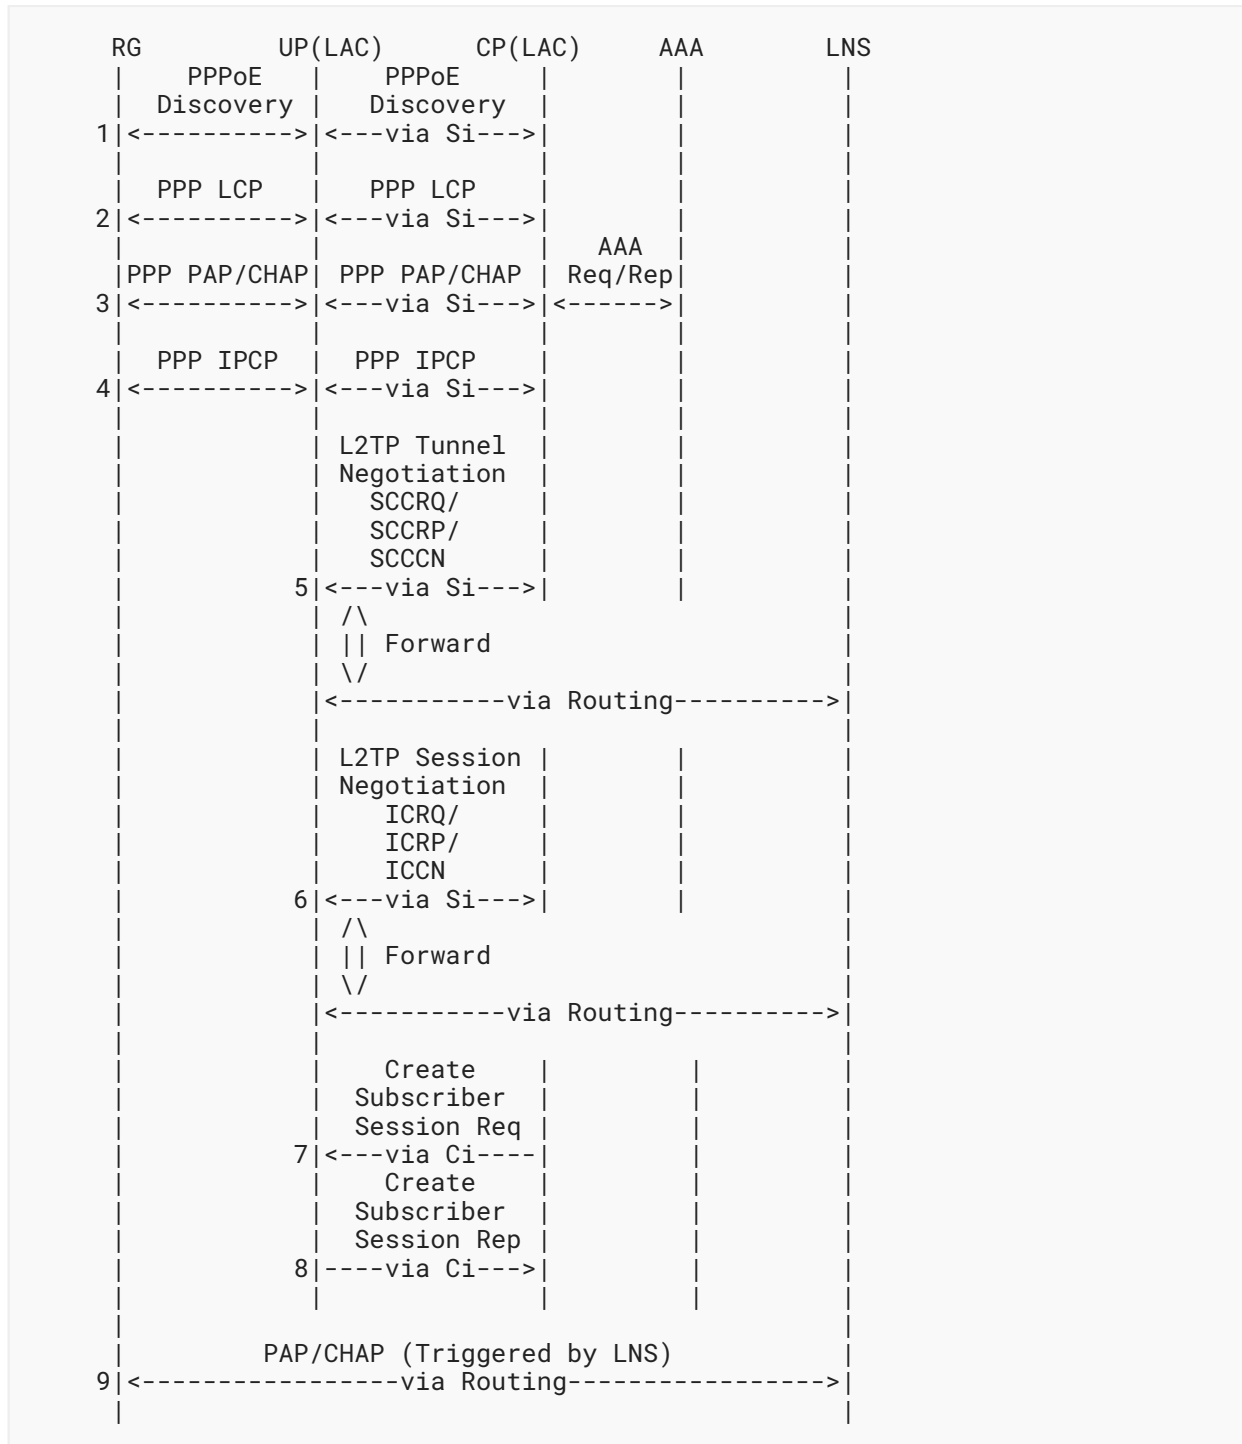 RG         UP(LAC)      CP(LAC)     AAA        LNS
 |    PPPoE      |    PPPoE     |        |          |
 |  Discovery |   Discovery  |        |          |
1|<---------->|<---via Si--->|        |          |
 |            |              |        |          |
 |  PPP LCP   |   PPP LCP    |        |          |
2|<---------->|<---via Si--->|        |          |
 |            |              |  AAA   |          |
 |PPP PAP/CHAP| PPP PAP/CHAP | Req/Rep|          |
3|<---------->|<---via Si--->|<------>|          |
 |            |              |        |          |
 |  PPP IPCP  |  PPP IPCP    |        |          |
4|<---------->|<---via Si--->|        |          |
 |            |              |        |          |
 |            | L2TP Tunnel  |        |          |
 |            | Negotiation  |        |          |
 |            |   SCCRQ/     |        |          |
 |            |   SCCRP/     |        |          |
 |            |   SCCCN      |        |          |
 |           5|<---via Si--->|        |          |
 |            | /\                               |
 |            | || Forward                       |
 |            | \/                               |
 |            |<-----------via Routing---------->|
 |            |                                  |
 |            | L2TP Session |        |          |
 |            | Negotiation  |        |          |
 |            |    ICRQ/     |        |          |
 |            |    ICRP/     |        |          |
 |            |    ICCN      |        |          |
 |           6|<---via Si--->|        |          |
 |            | /\                               |
 |            | || Forward                       |
 |            | \/                               |
 |            |<-----------via Routing---------->|
 |            |                                  |
 |            |    Create    |         |         |
 |            |  Subscriber  |         |         |
 |            |  Session Req |         |         |
 |           7|<---via Ci----|         |         |
 |            |    Create    |         |         |
 |            |  Subscriber  |         |         |
 |            |  Session Rep |         |         |
 |           8|----via Ci--->|         |         |
 |            |              |         |         |
 |                                               |
 |         PAP/CHAP (Triggered by LNS)           |
9|<-----------------via Routing----------------->|
 |                                               |